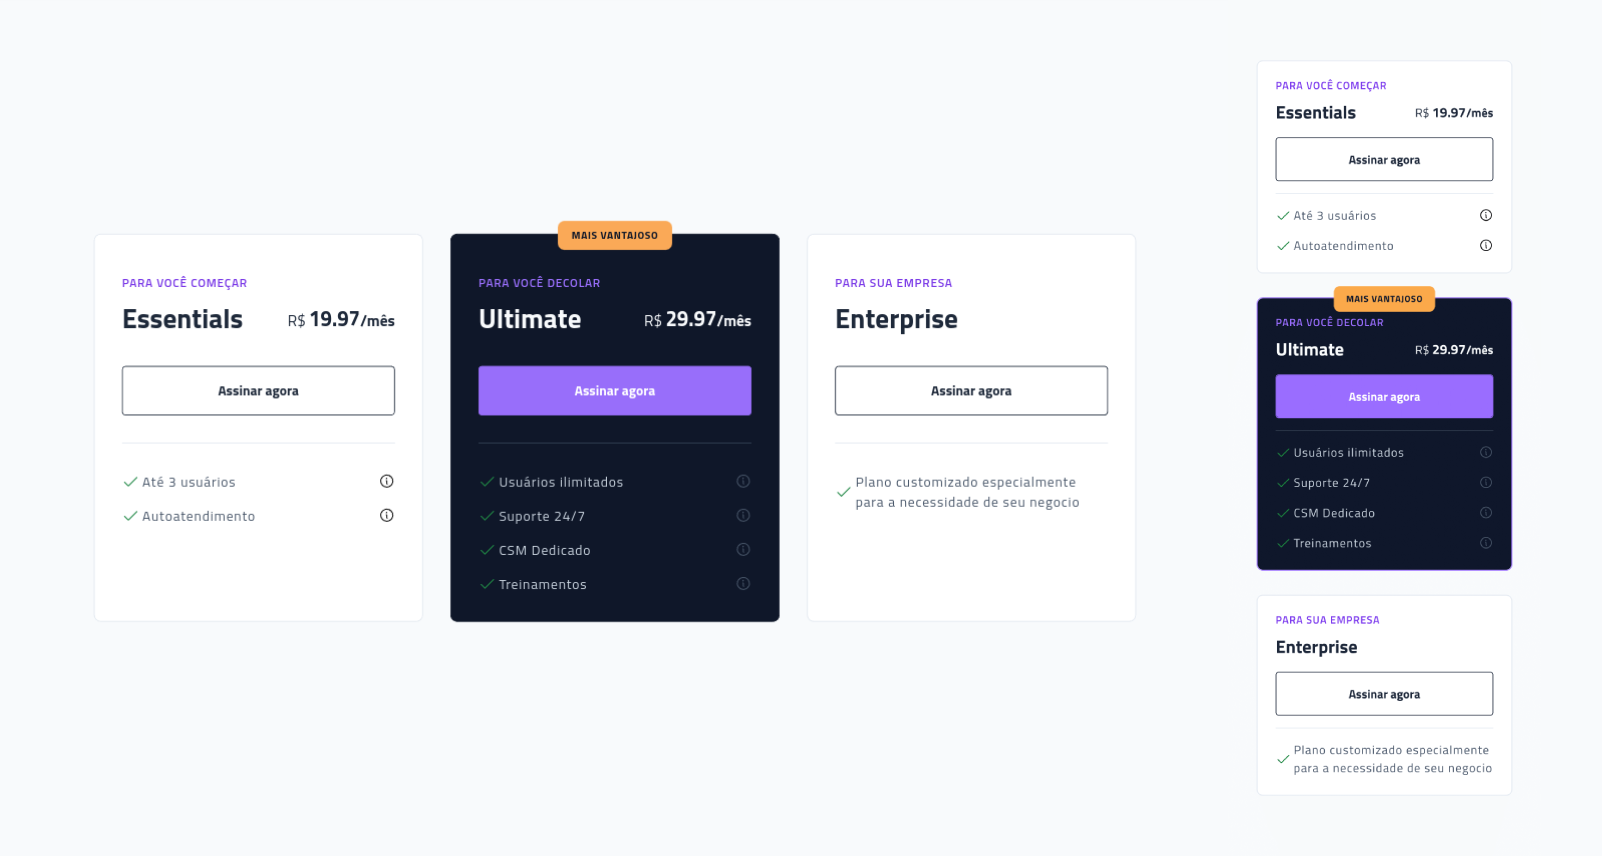 PARA VOCÊ COMEÇAR
Essentials R$ 19.97/mês
Assinar agora
Até 3 usuários
Autoatendimento
MAIS VANTAJOSO
PARA VOCÊ DECOLAR
Ultimate R$ 29.97/mês
Assinar agora
Usuários ilimitados
Suporte 24/7
CSM Dedicado
Treinamentos
PARA SUA EMPRESA
Enterprise
Assinar agora
Plano customizado especialmente
para a necessidade de seu negocio
PARA VOCÊ COMEÇAR
Essentials R$ 19.97/mês
Assinar agora
Até 3 usuários
Autoatendimento
MAIS VANTAJOSO
PARA VOCÊ DECOLAR
Ultimate R$ 29.97/mês
Assinar agora
Usuários ilimitados
Suporte 24/7
CSM Dedicado
Treinamentos
PARA SUA EMPRESA
Enterprise
Assinar agora
Plano customizado especialmente
para a necessidade de seu negocio